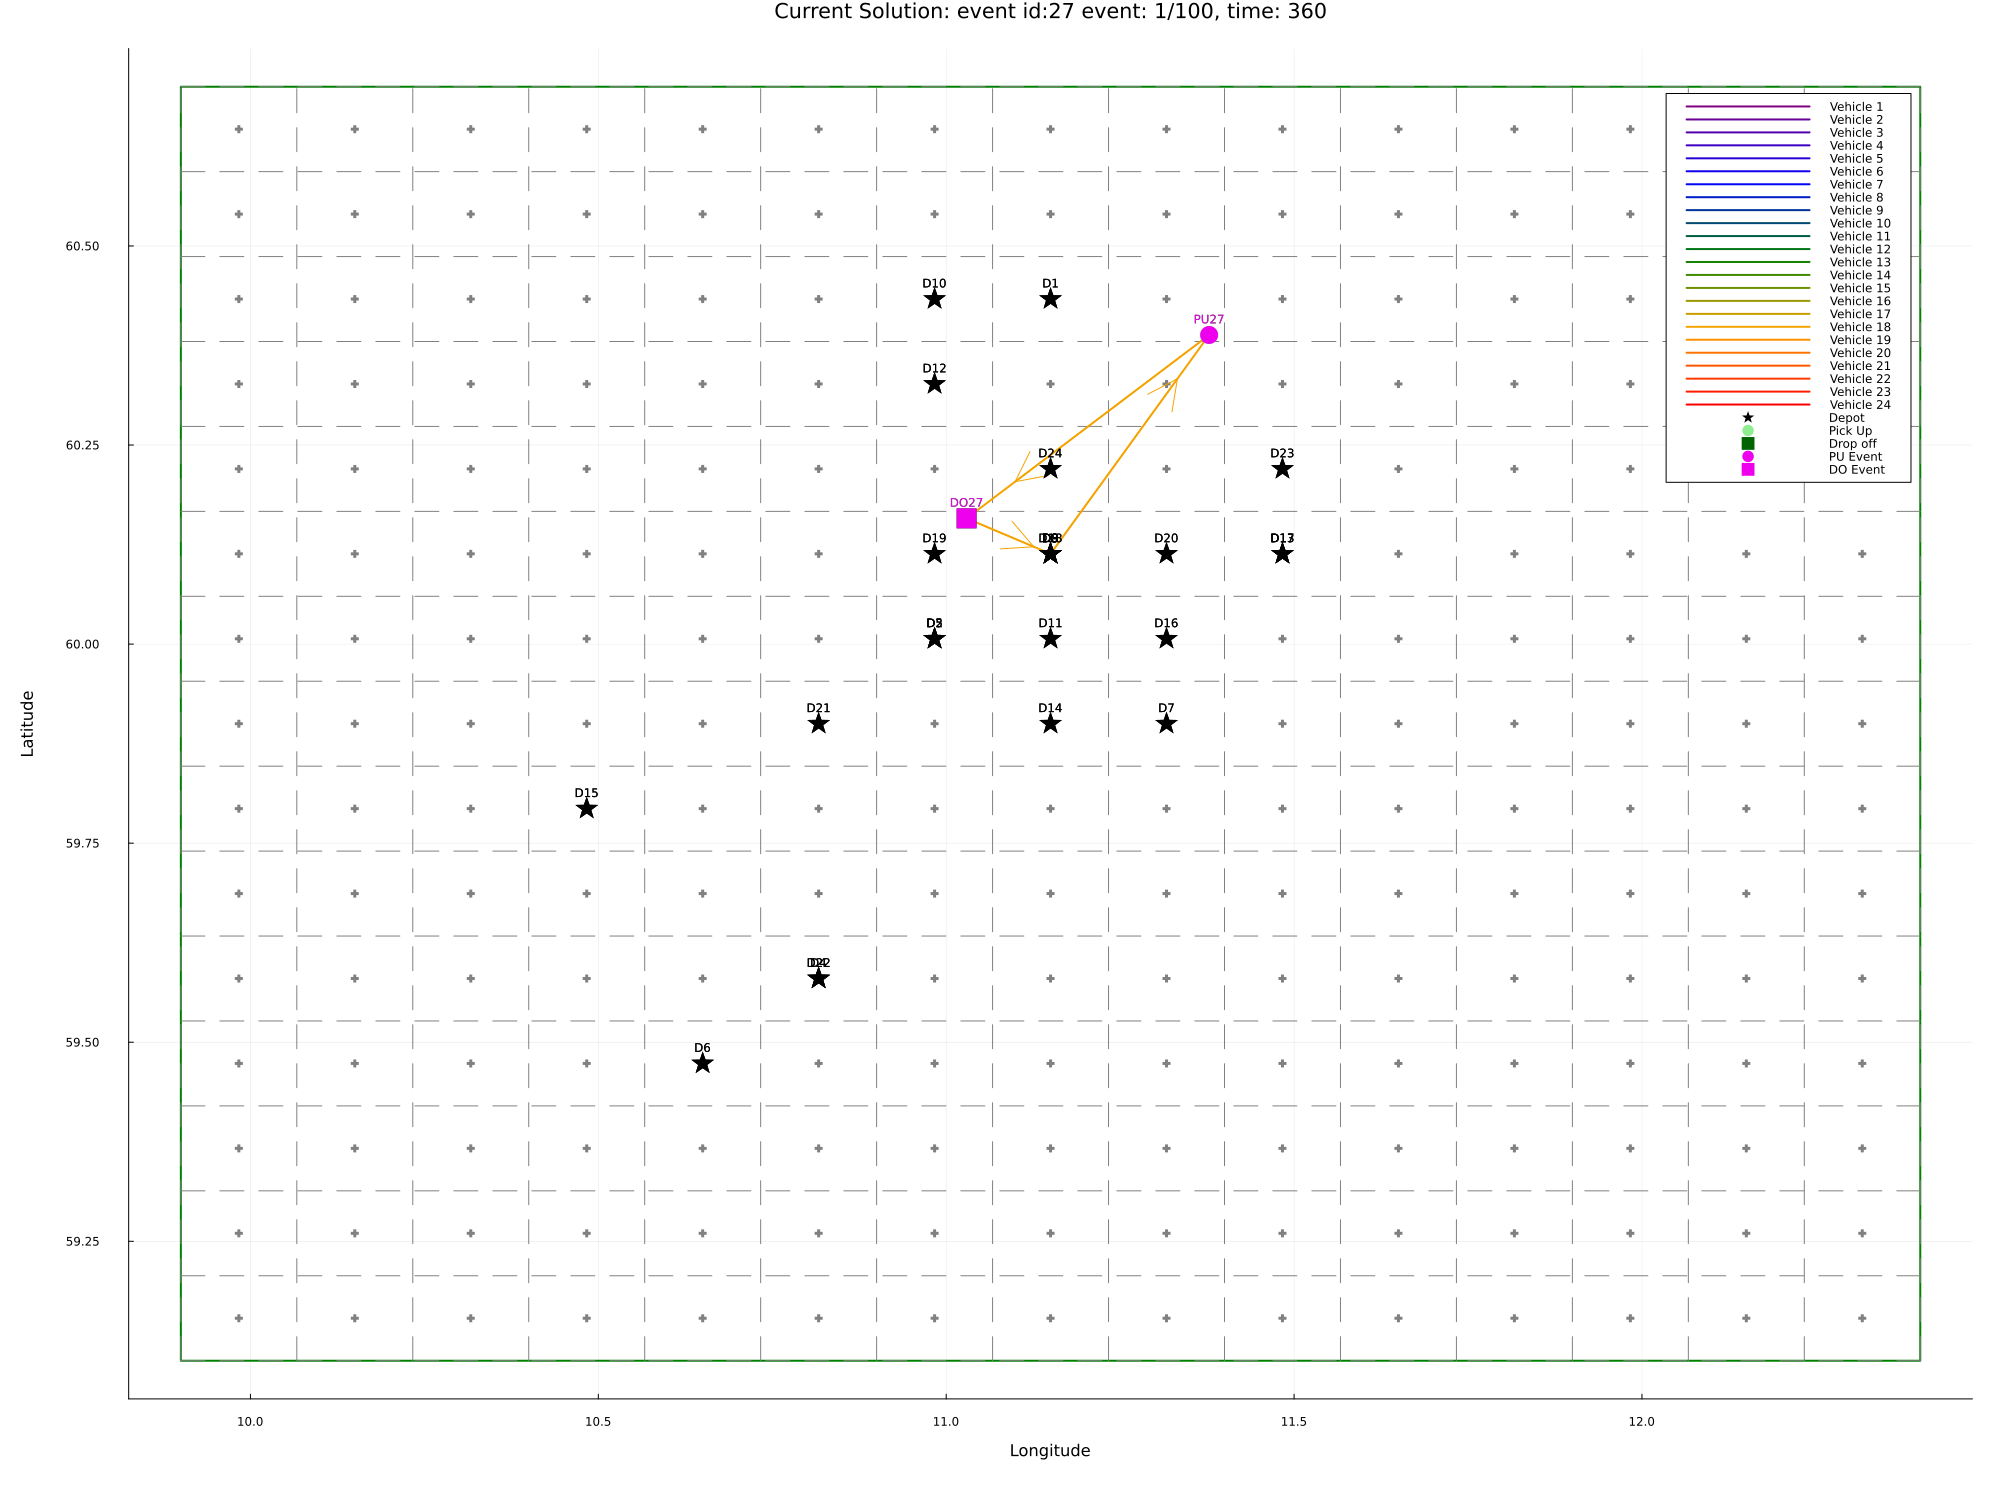 Current Solution: event id:27 event: 1/100, time: 360
Vehicle 1
Vehicle 2
Vehicle 3
Vehicle 4
Vehicle 5
Vehicle 6
Vehicle 7
Vehicle 8
Vehicle 9
Vehicle 10
Vehicle 11
Vehicle 12
Vehicle 13
Vehicle 14
Vehicle 15
Vehicle 16
Vehicle 17
Vehicle 18
Vehicle 19
Vehicle 20
Vehicle 21
Vehicle 22
Vehicle 23
Vehicle 24
Depot
Pick Up
Drop off
PU Event
DO Event
60.50
D10 D1
PU27
D12
60.25
D24 D23
DO27
D19 D20
60.00
D11 D16
D21 D14 D7
D15
59.75
59.50
D6
59.25
10.0 10.5 11.0 11.5 12.0
Longitude
Latitude